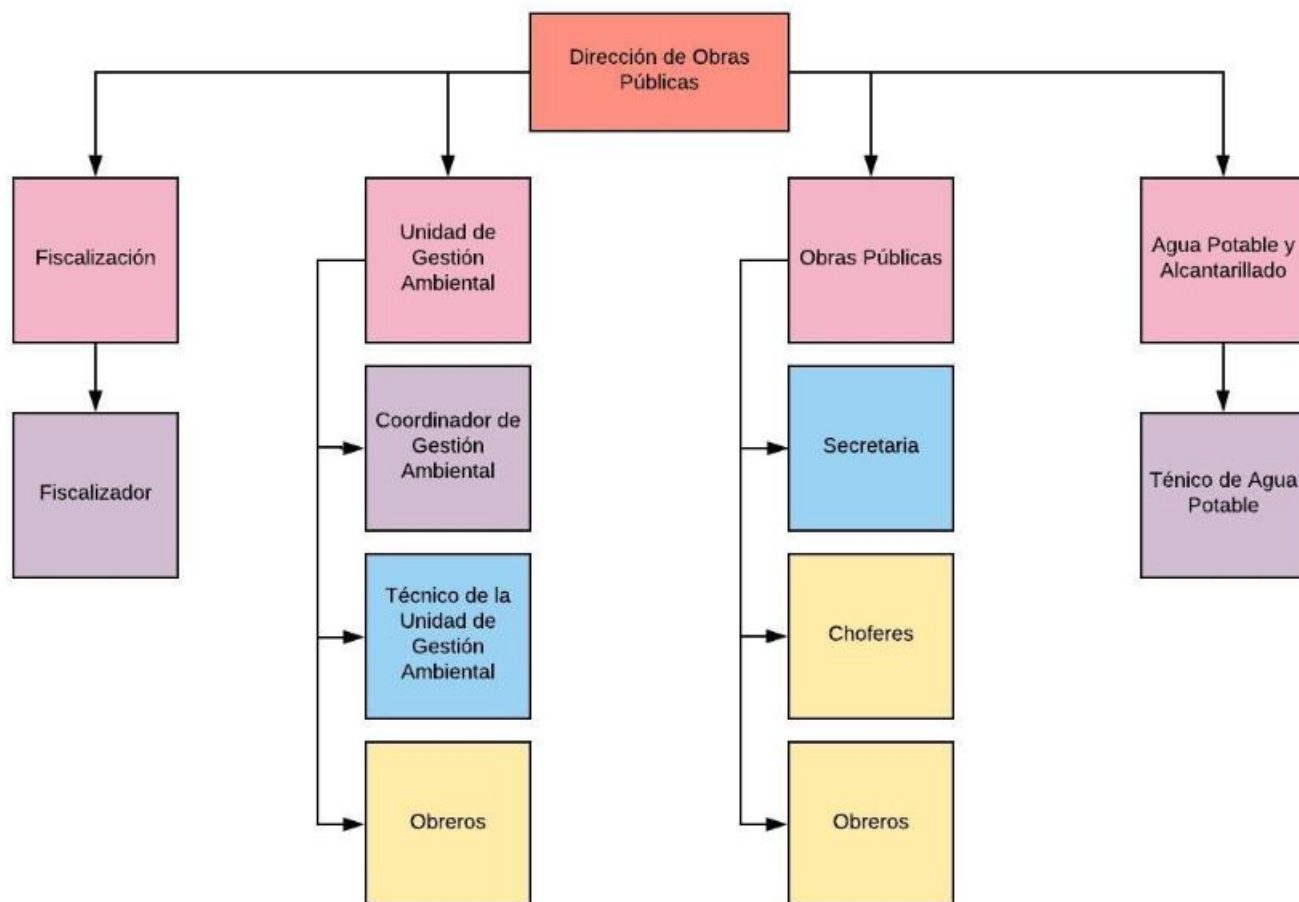 Dirección de Obras
Públicas
Fiscalización
Unidad de
Gestión
Ambiental
Obras Públicas
Agua Potable y
Alcantarillado
Fiscalizador
Coordinador de
Gestión
Ambiental
Secretaria
Ténico de Agua
Potable
Técnico de la
Unidad de
Gestión
Ambiental
Choferes
Obreros
Obreros